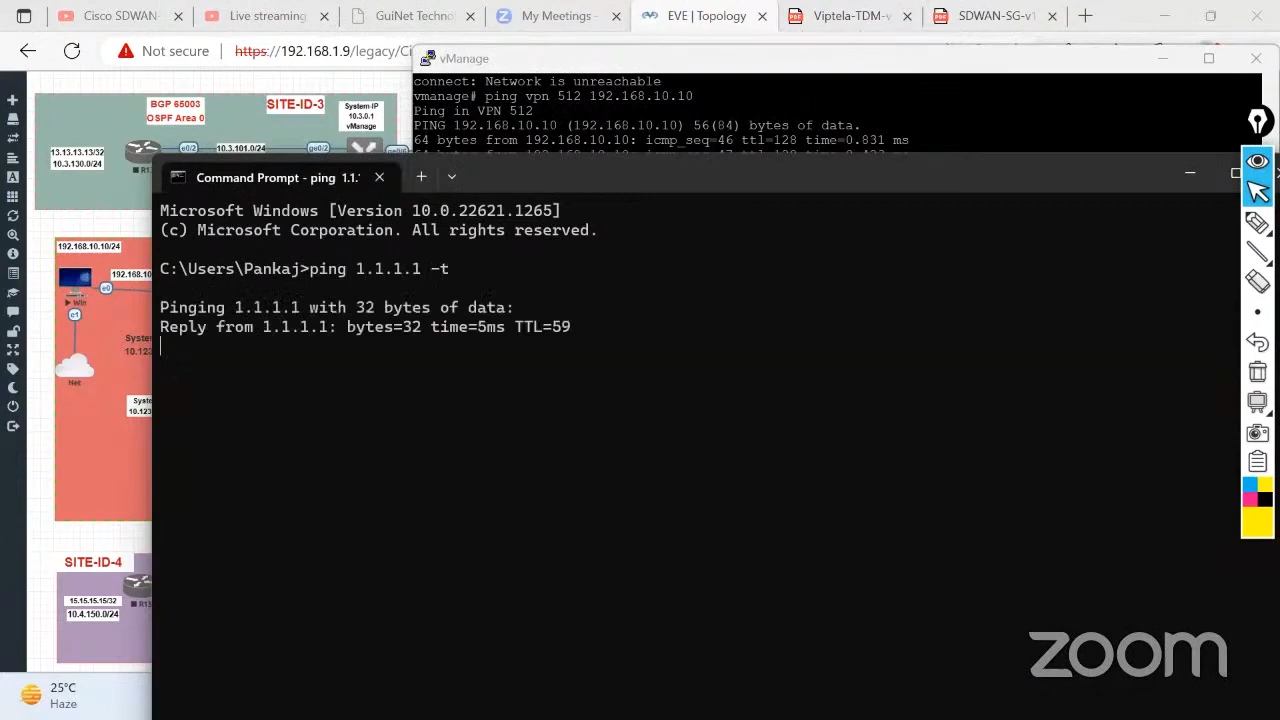 Cisco SDWAN-
Live streaming
GuiNet Techno
My Meetings -
EVE | Topology
Viptela-TDM-v
SDWAN-SG-v1
Not secure
https://192.168.1.9/legacy/Ci
vManage
connect: Network is unreachable
vmanage# ping vpn 512 192.168.10.10
Ping in VPN 512
PING 192.168.10.10 (192.168.10.10) 56(84) bytes of data.
64 bytes from 192.168.10.10: icmp_seq=46 ttl=128 time=0.831 ms
BGP 65003
OSPF Area 0
SITE-ID-3
System-IP
10.3.0.1
vManage
13.13.13.13/32
10.3.130.0/24
e0/2
10.3.101.0/24
ge0/2
Command Prompt - ping 1.1.
Microsoft Windows [Version 10.0.22621.1265]
(c) Microsoft Corporation. All rights reserved.
C:\Users\Pankaj>ping 1.1.1.1 -t
Pinging 1.1.1.1 with 32 bytes of data:
Reply from 1.1.1.1: bytes=32 time=5ms TTL=59
192.168.10.10/24
192.168.10
e0
Win
e1
Net
Syste
10.123
Syste
10.123
SITE-ID-4
15.15.15.15/32
10.4.150.0/24
R15
zoom
25°C
Haze